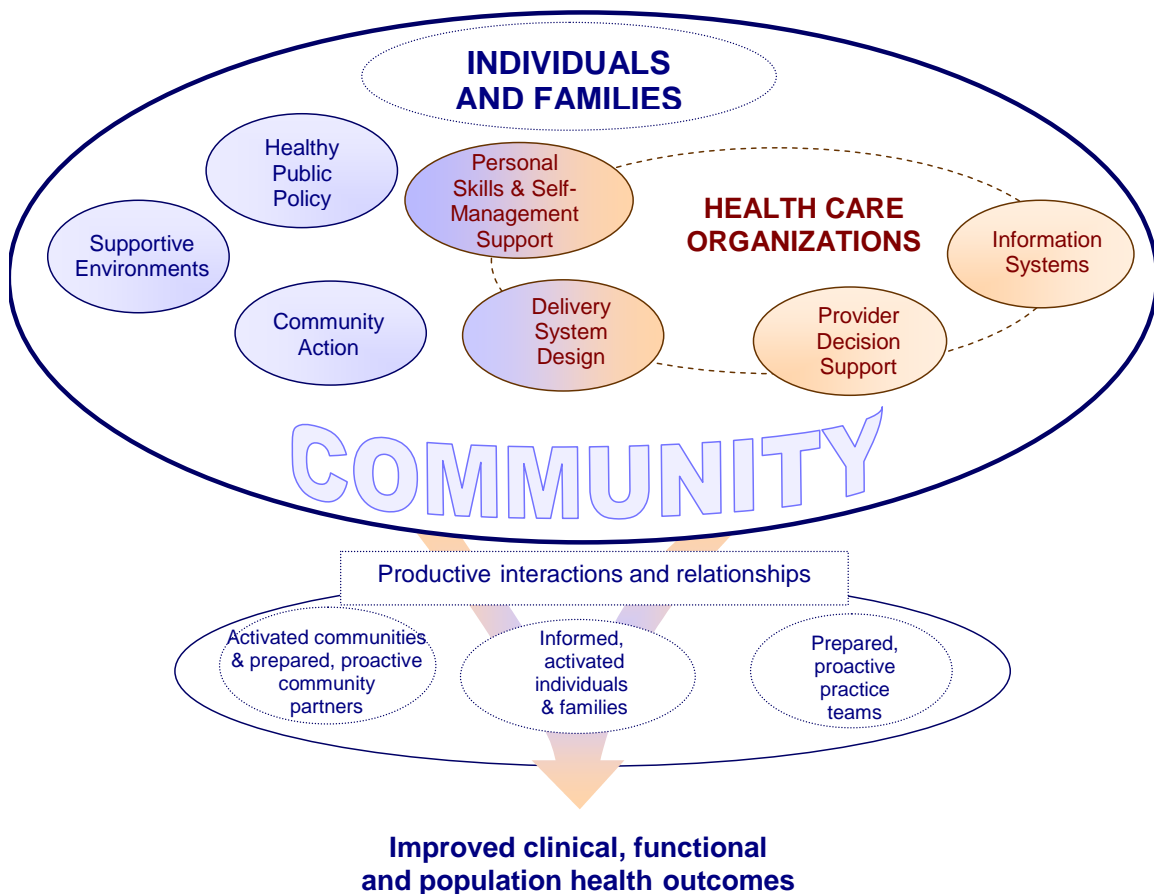 INDIVIDUALS
AND FAMILIES
Healthy
Public
Policy
Personal
Skills & Self-
Management
Support
HEALTH CARE
ORGANIZATIONS
Supportive
Environments
Information
Systems
Community
Action
Delivery
System
Design
Provider
Decision
Support
COMMUNITY
Productive interactions and relationships
Activated communities
& prepared, proactive
community
partners
Informed,
activated
individuals
& families
Prepared,
proactive
practice
teams
Improved clinical, functional
and population health outcomes